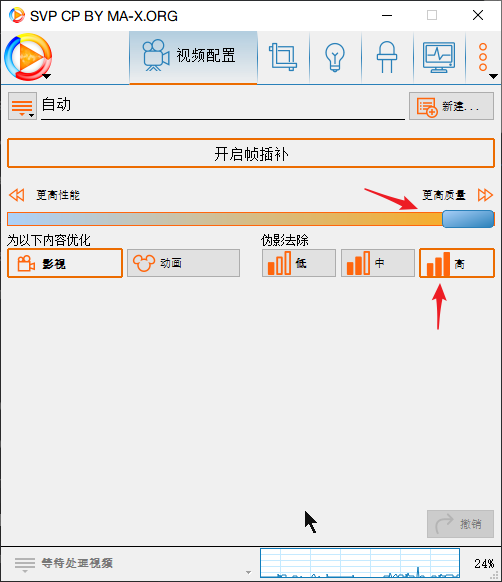 SVP CP BY MA-X.ORG
视频配置
自动
新建...
开启帧插补
更高性能 更高质量
为以下内容优化 伪影去除
影视 动画 低 中 高
撤销
等待处理视频 24%